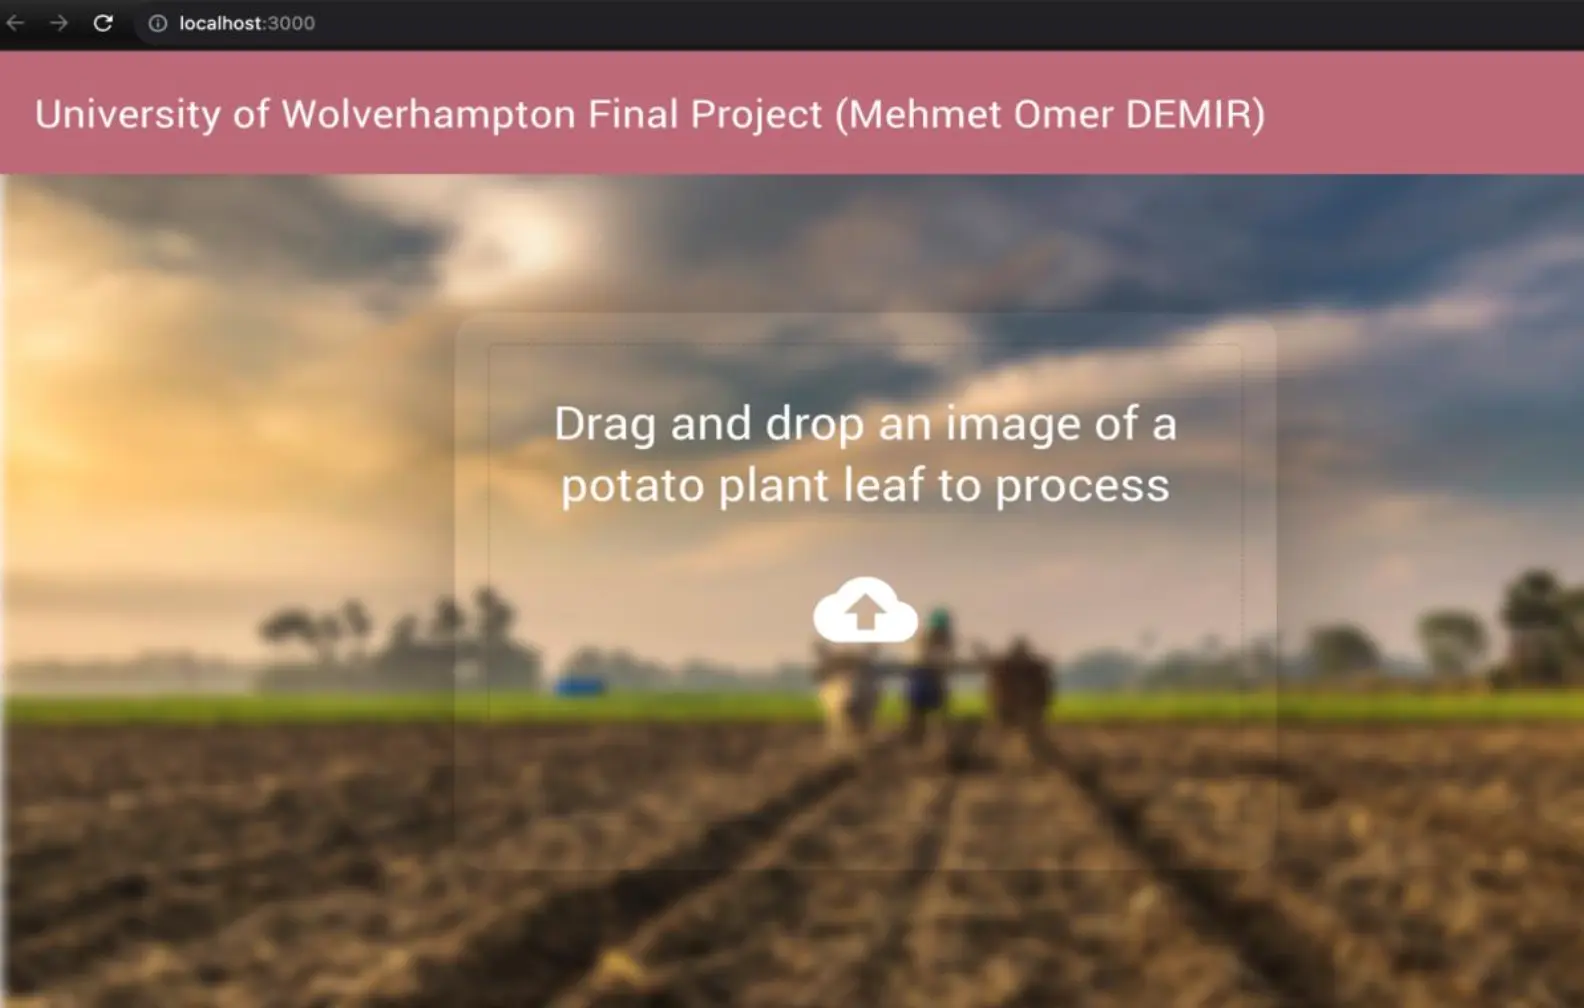 localhost:3000
University of Wolverhampton Final Project (Mehmet Omer DEMIR)
Drag and drop an image of a
potato plant leaf to process